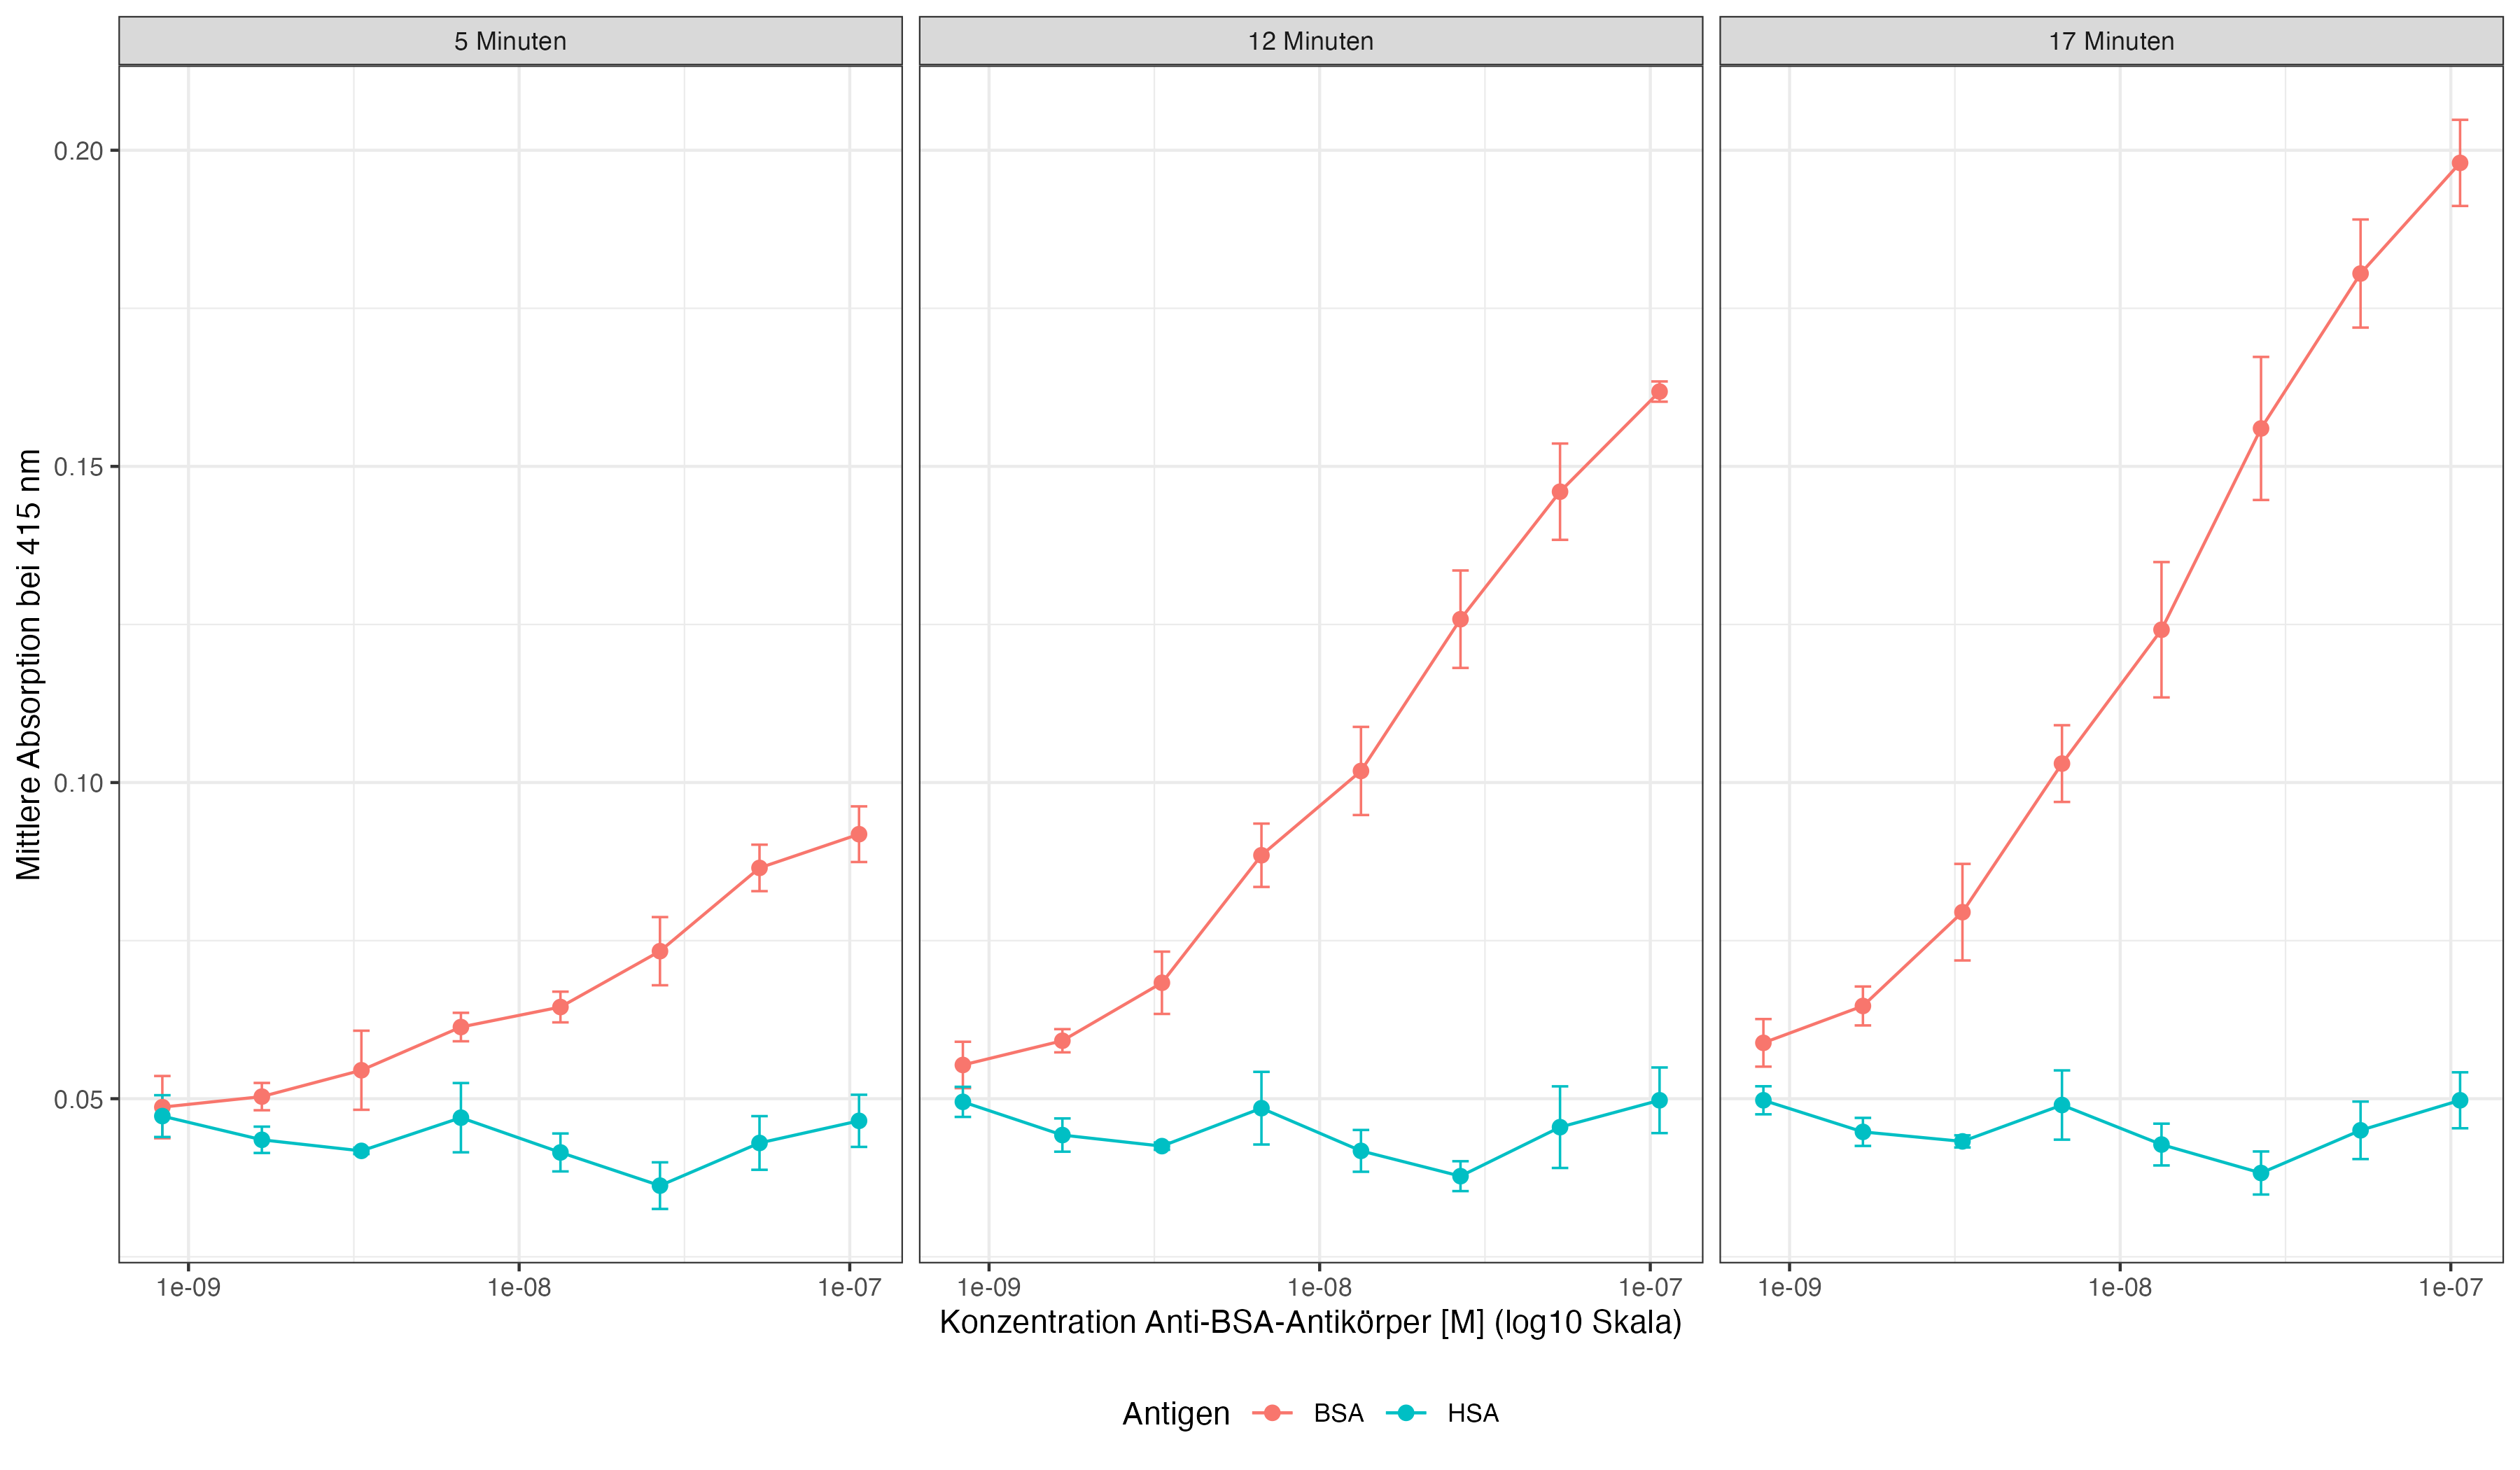 5 Minuten
12 Minuten
17 Minuten
Mittlere Absorption bei 415 nm
0.20
0.15
0.10
0.05
1e-09
1e-08
1e-07
1e-09
1e-08
1e-07
1e-09
1e-08
1e-07
Konzentration Anti-BSA-Antikörper [M] (log10 Skala)
Antigen BSA HSA